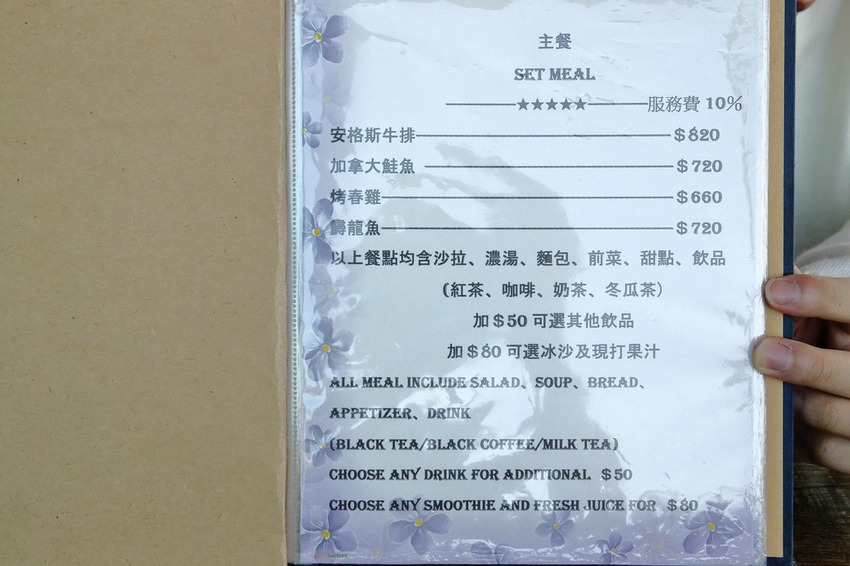 主餐
SET MEAL
————★★★★★————服務費 10%
安格斯牛排————————————————＄820
加拿大鮭魚 ————————————————＄720
烤春雞————————————————＄660
鱘龍魚————————————————＄720
以上餐點均含沙拉、濃湯、麵包、前菜、甜點、飲品
(紅茶、咖啡、奶茶、冬瓜茶)
加＄50 可選其他飲品
加＄80 可選冰沙及現打果汁
ALL MEAL INCLUDE SALAD、SOUP、BREAD、
APPETIZER、DRINK
(BLACK TEA/BLACK COFFEE/MILK TEA)
CHOOSE ANY DRINK FOR ADDITIONAL ＄50
CHOOSE ANY SMOOTHIE AND FRESH JUICE FOR ＄80